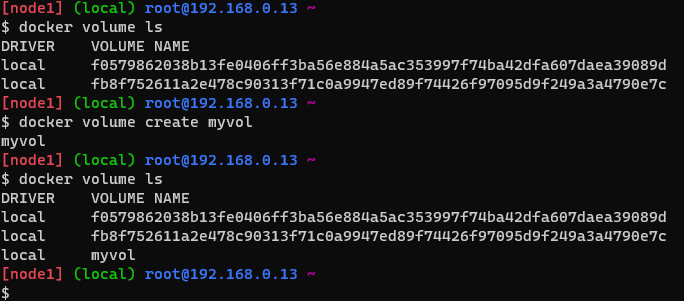 [node1] (local) root@192.168.0.13 ~
$ docker volume ls
DRIVER    VOLUME NAME
local     f0579862038b13fe0406ff3ba56e884a5ac353997f74ba42dfa607daea39089d
local     fb8f752611a2e478c90313f71c0a9947ed89f74426f97095d9f249a3a4790e7c
[node1] (local) root@192.168.0.13 ~
$ docker volume create myvol
myvol
[node1] (local) root@192.168.0.13 ~
$ docker volume ls
DRIVER    VOLUME NAME
local     f0579862038b13fe0406ff3ba56e884a5ac353997f74ba42dfa607daea39089d
local     fb8f752611a2e478c90313f71c0a9947ed89f74426f97095d9f249a3a4790e7c
local     myvol
[node1] (local) root@192.168.0.13 ~
$